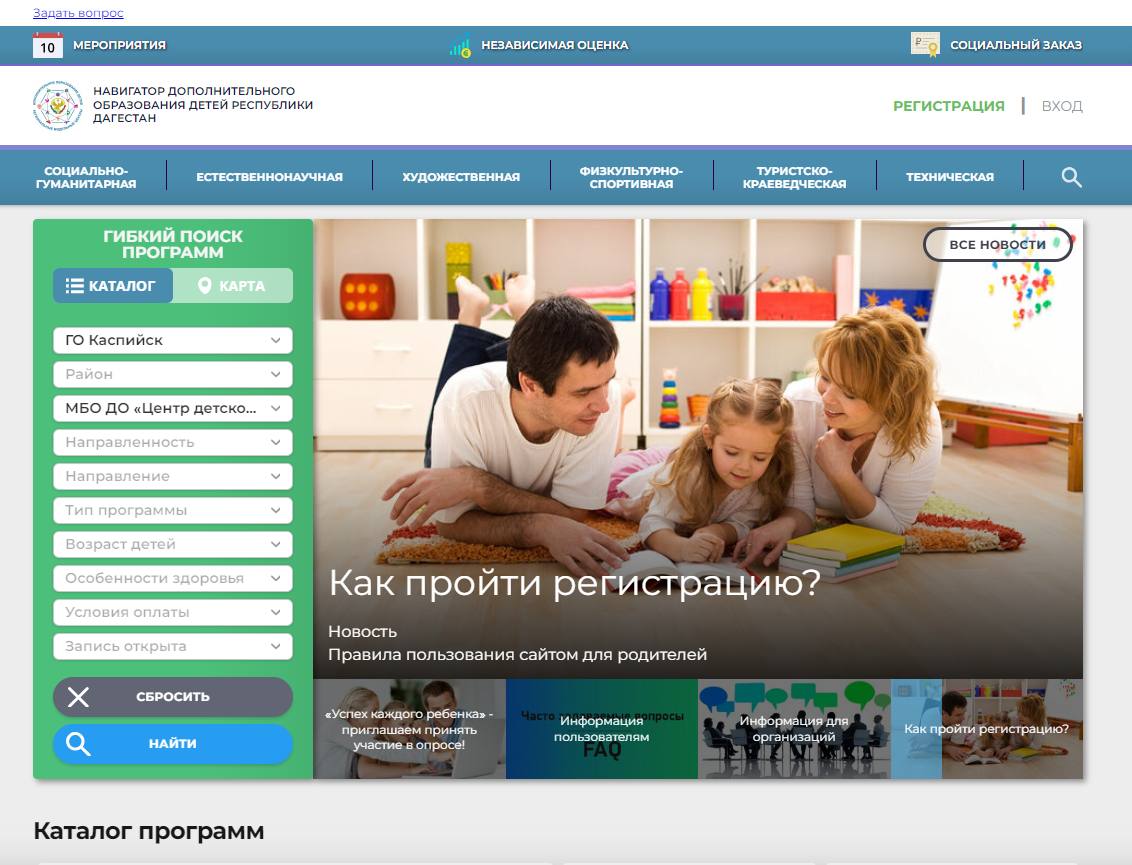 Задать вопрос
10
МЕРОПРИЯТИЯ
НЕЗАВИСИМАЯ ОЦЕНКА
СОЦИАЛЬНЫЙ ЗАКАЗ
НАВИГАТОР ДОПОЛНИТЕЛЬНОГО
ОБРАЗОВАНИЯ ДЕТЕЙ РЕСПУБЛИКИ
ДАГЕСТАН
РЕГИСТРАЦИЯ | ВХОД
СОЦИАЛЬНО-
ГУМАНИТАРНАЯ
ЕСТЕСТВЕННОНАУЧНАЯ
ХУДОЖЕСТВЕННАЯ
ФИЗКУЛЬТУРНО-
СПОРТИВНАЯ
ТУРИСТСКО-
КРАЕВЕДЧЕСКАЯ
ТЕХНИЧЕСКАЯ
ГИБКИЙ ПОИСК
ПРОГРАММ
КАТАЛОГ
КАРТА
ГО Каспийск
Район
МБО ДО «Центр детско...
Направленность
Направление
Тип программы
Возраст детей
Особенности здоровья
Условия оплаты
Запись открыта
СБРОСИТЬ
НАЙТИ
ВСЕ НОВОСТИ
Как пройти регистрацию?
Новость
Правила пользования сайтом для родителей
«Успех каждого ребенка» -
приглашаем принять
участие в опросе!
Часто задаваемые вопросы
FAQ
Информация
пользователям
Информация для
организаций
Как пройти регистрацию?
Каталог программ